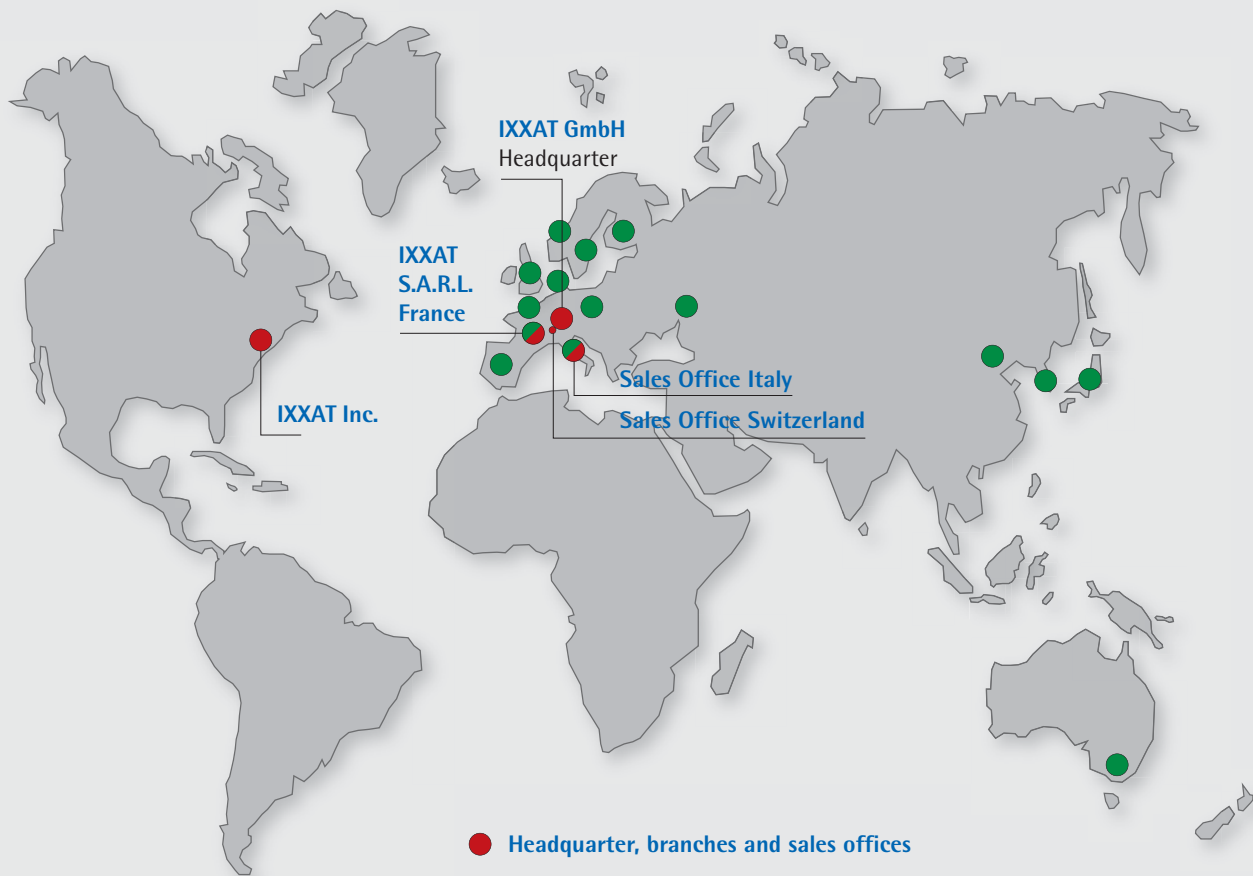 IXXAT GmbH
Headquarter
IXXAT
S.A.R.L.
France
Sales Office Italy
IXXAT Inc.
Sales Office Switzerland
Headquarter, branches and sales offices